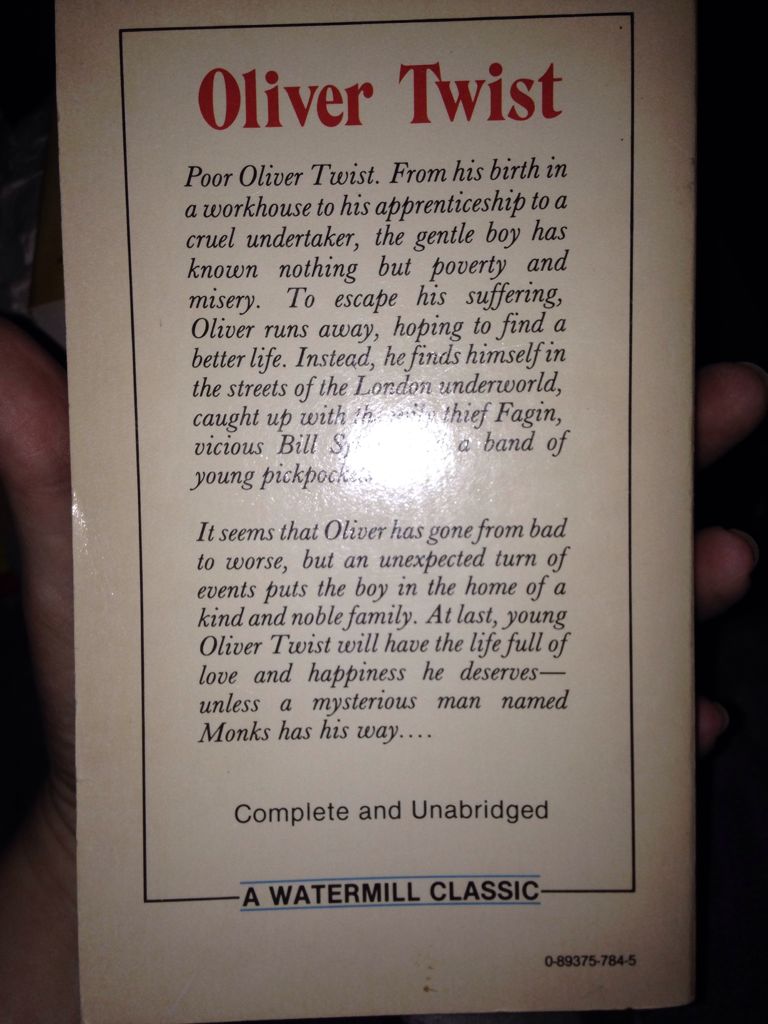 Oliver Twist
Poor Oliver Twist. From his birth in
a workhouse to his apprenticeship to a
cruel undertaker, the gentle boy has
known nothing but poverty and
misery. To escape his suffering,
Oliver runs away, hoping to find a
better life. Instead, he finds himself in
the streets of the London underworld,
caught up with the wily thief Fagin,
vicious Bill a band of
young
It seems that Oliver has gone from bad
to worse, but an unexpected turn of
events puts the boy in the home of a
kind and noble family. At last, young
Oliver Twist will have the life full of
love and happiness he deserves—
unless a mysterious man named
Monks has his way....
Complete and Unabridged
A WATERMILL CLASSIC
0-89375-784-5